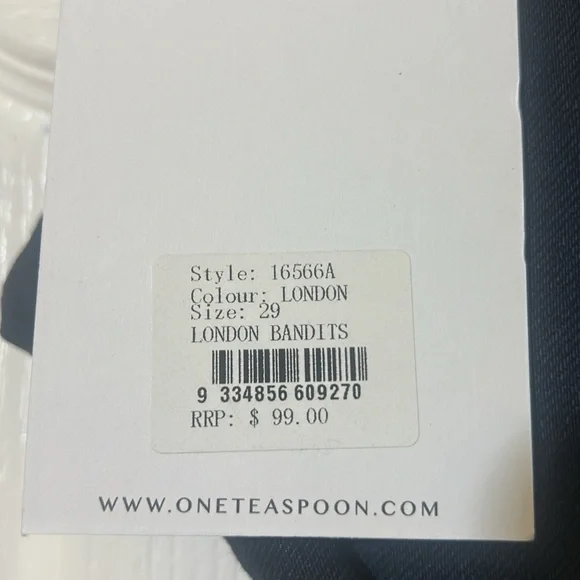 Style: 16566A
Colour: LONDON
Size: 29
LONDON BANDITS
9 334856 609270
RRP: $ 99.00
WWW.ONETEASPOON.COM